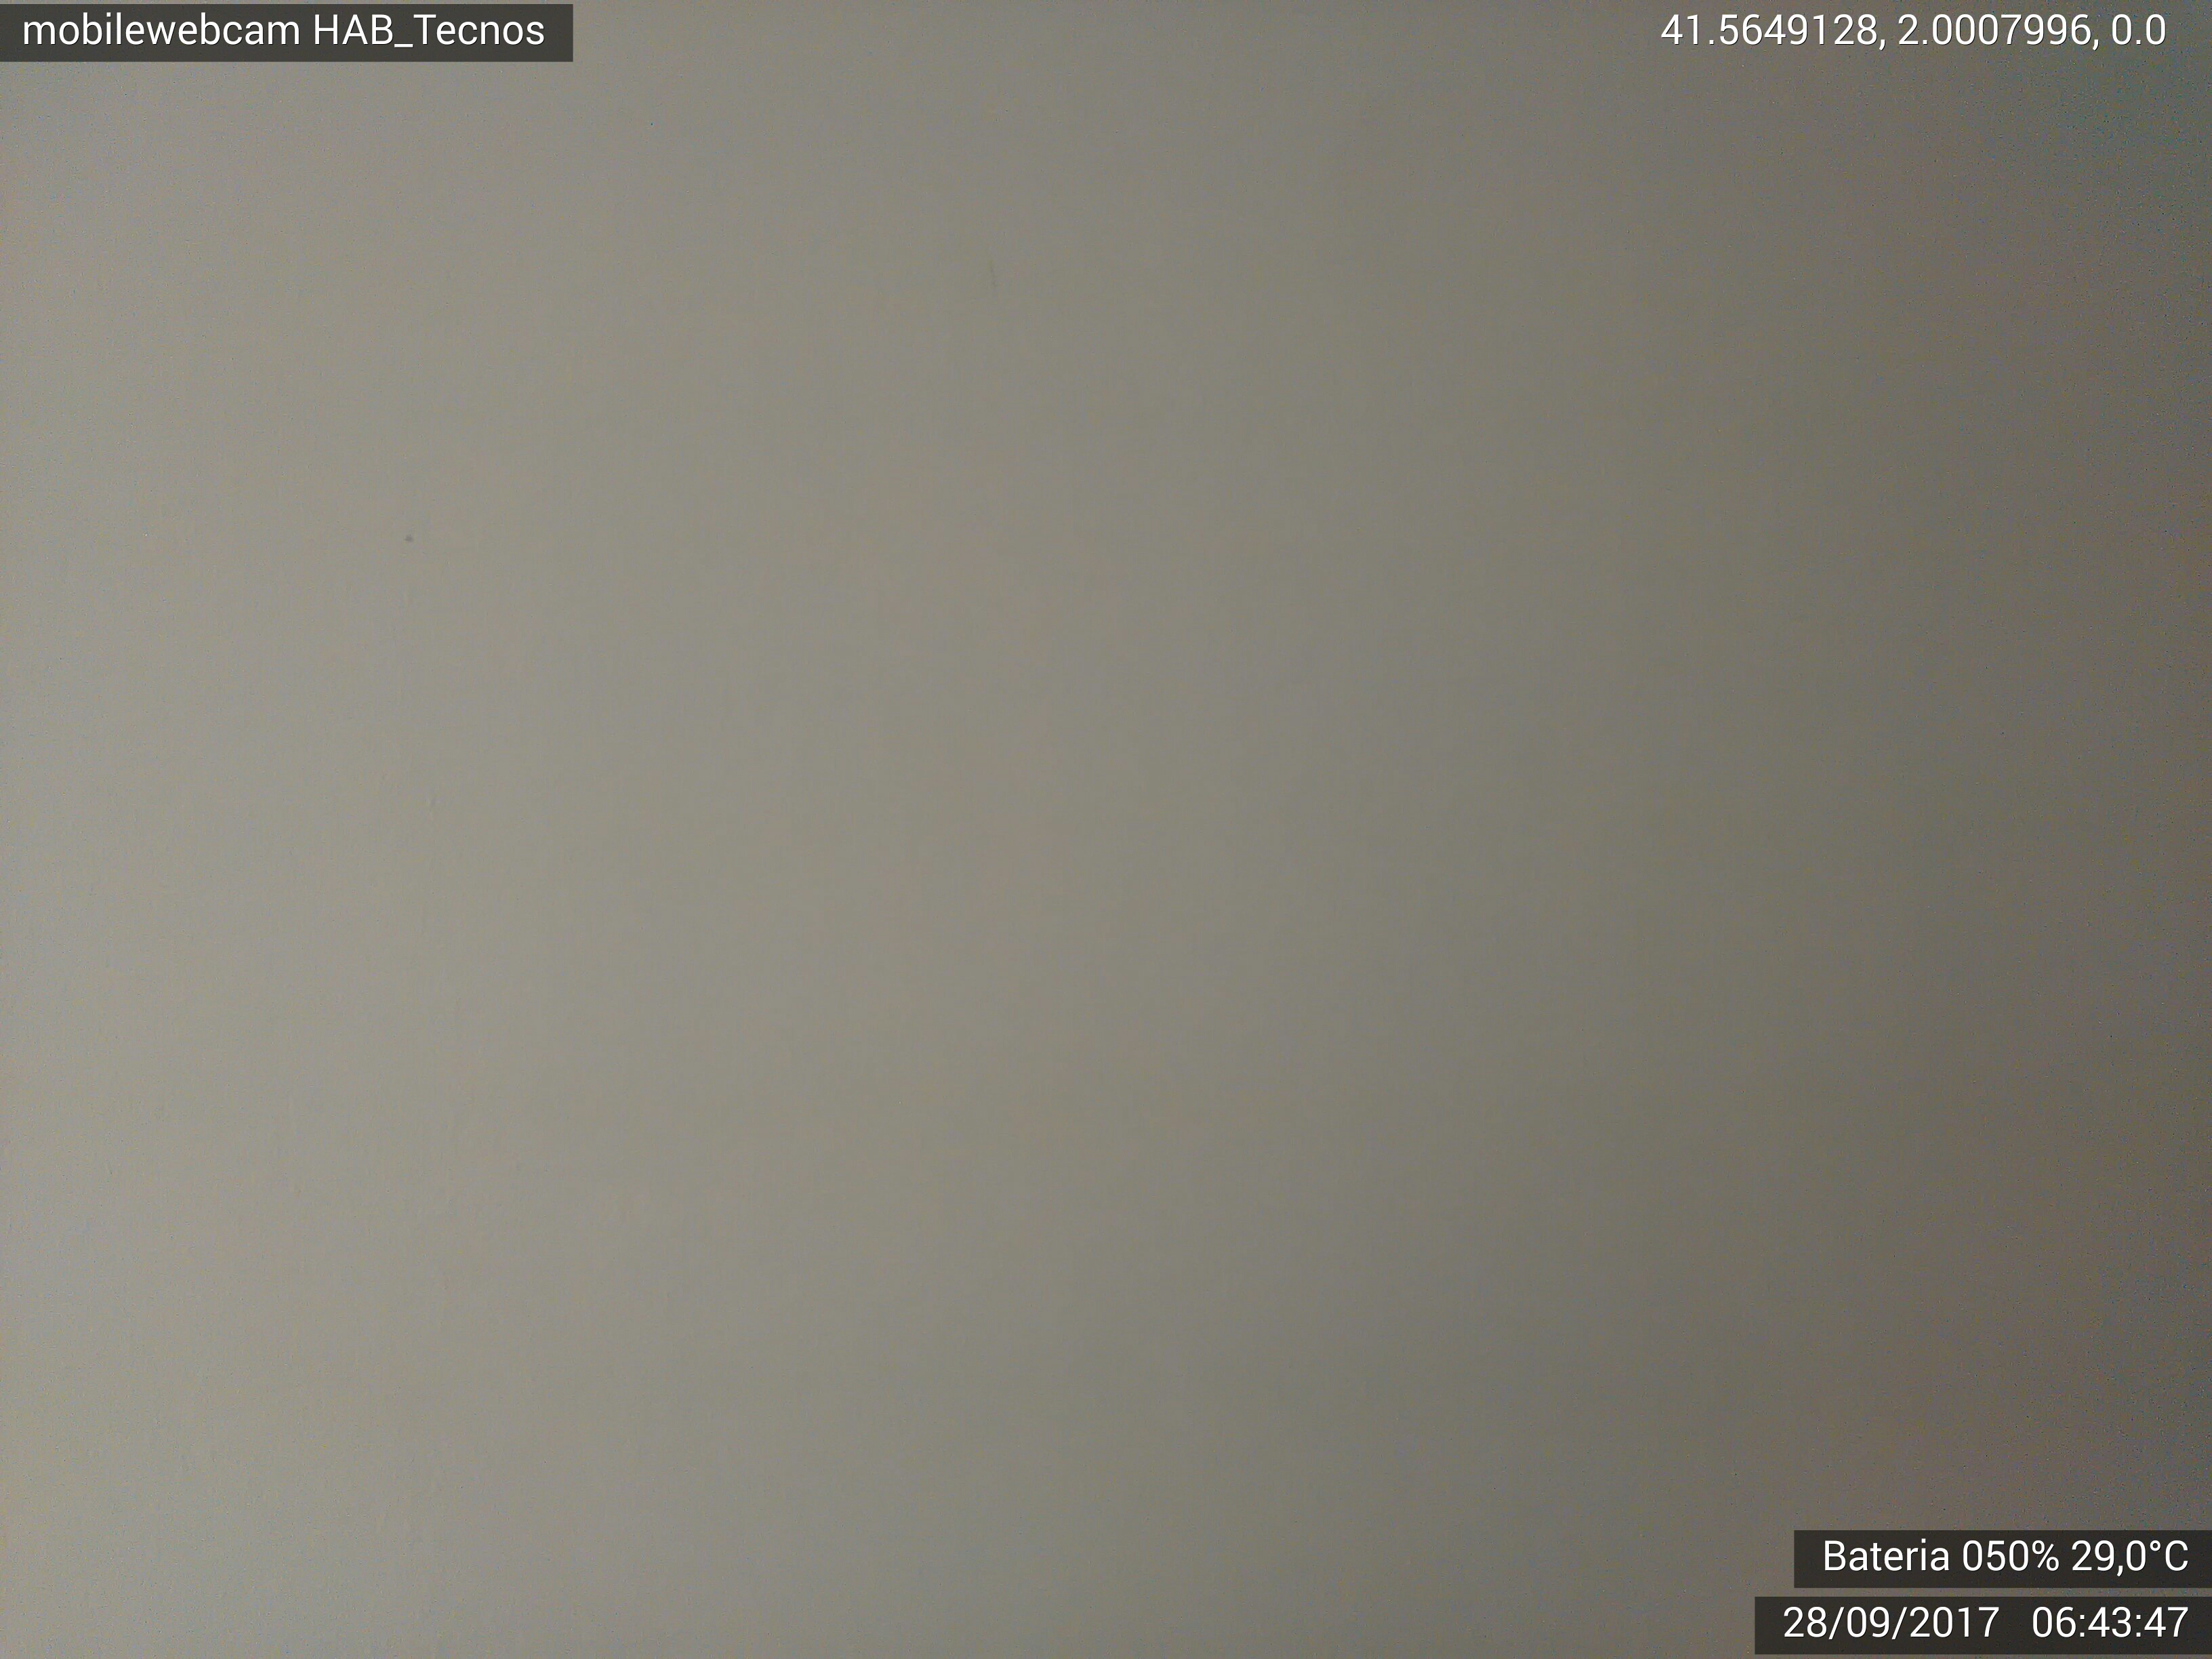 mobilewebcam HAB_Tecnos
41.5649128, 2.0007996, 0.0
Bateria 050% 29,0°C
28/09/2017 06:43:47